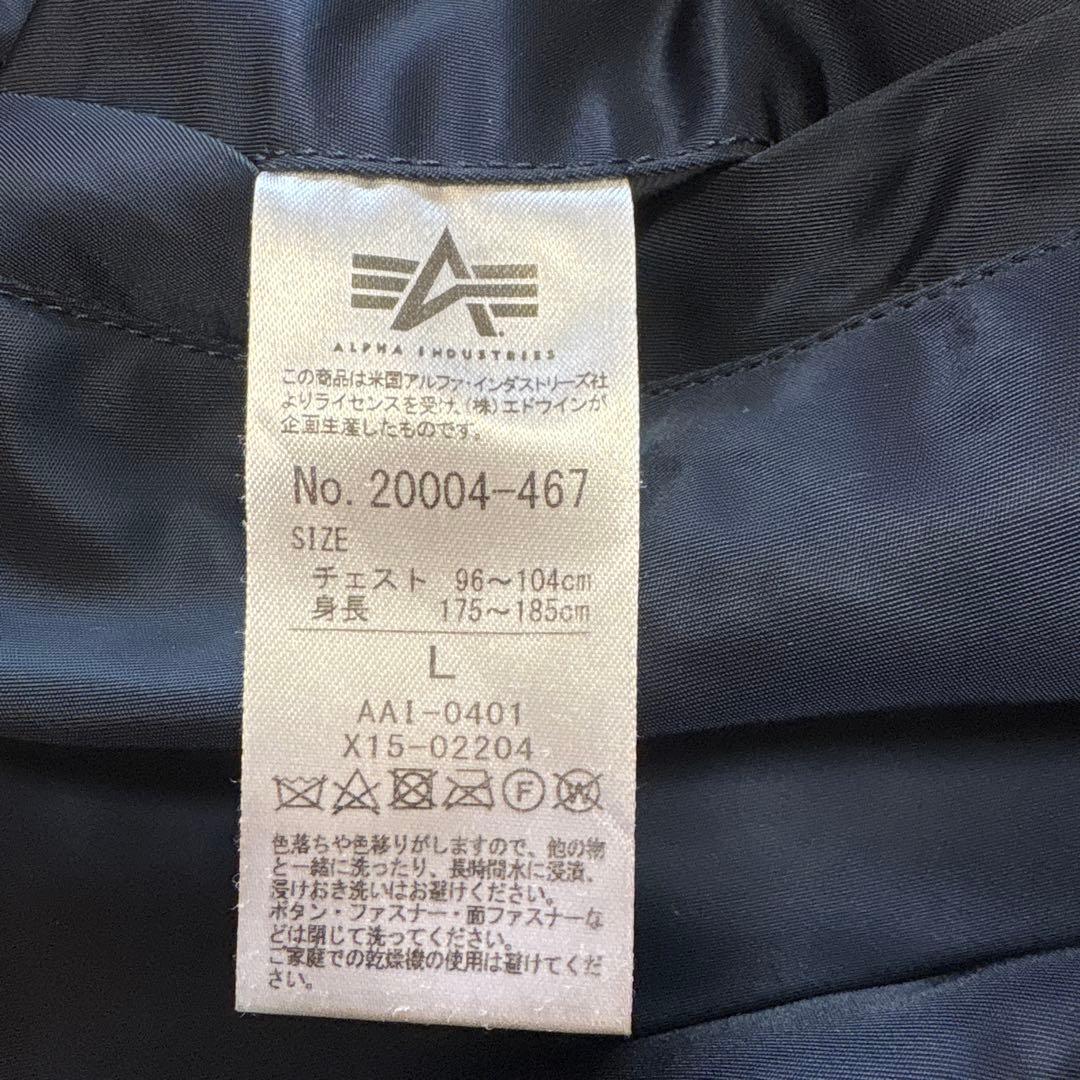 ALPHA INDUSTRIES
この商品は米国アルファ・インダストリーズ社
よりライセンスを受け、(株)エドウインが
企画生産したものです。
No. 20004-467
SIZE
チェスト 96～104cm
身長 175～185cm
L
AAI-0401
X15-02204
F W
色落ちや色移りがしますので、他の物
と一緒に洗ったり、長時間水に浸漬、
浸けおき洗いはお避けください。
ボタン・ファスナー・面ファスナーな
どは閉じて洗ってください。
ご家庭での乾燥機の使用は避けてくだ
さい。